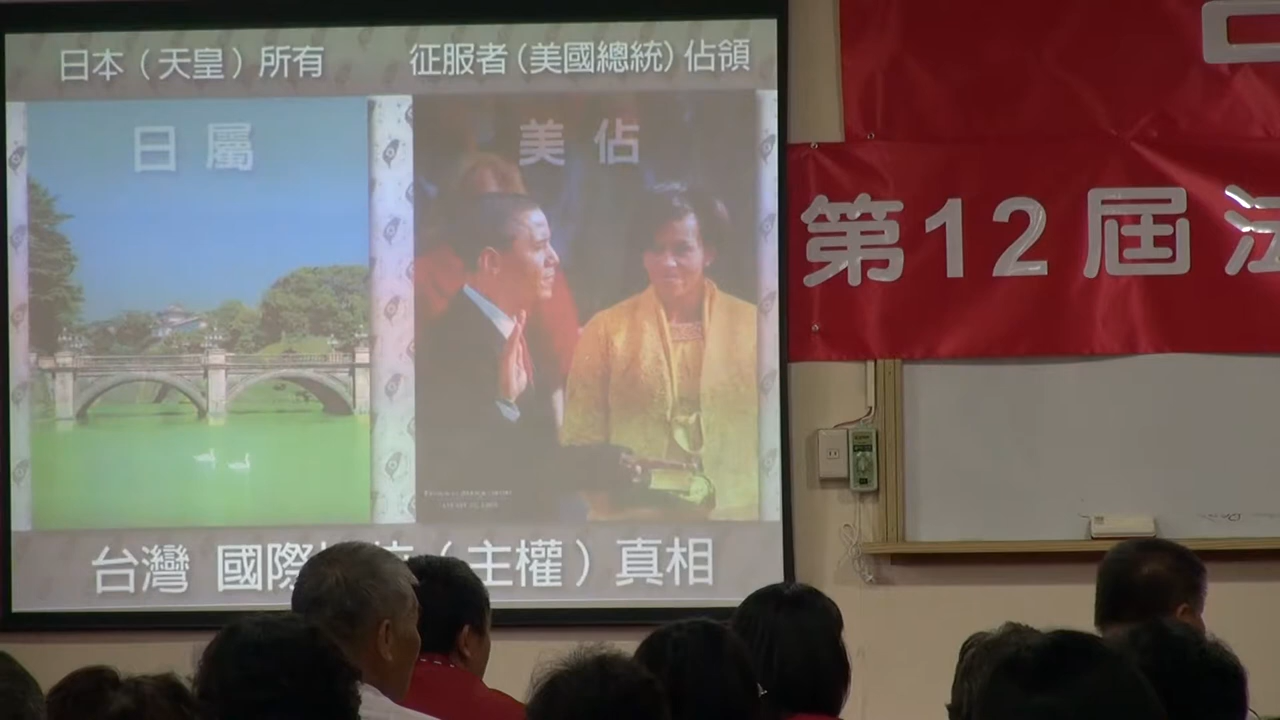 日本（天皇）所有
征服者（美國總統）佔領
日屬
美佔
台灣 國際 （主權）真相
第12屆